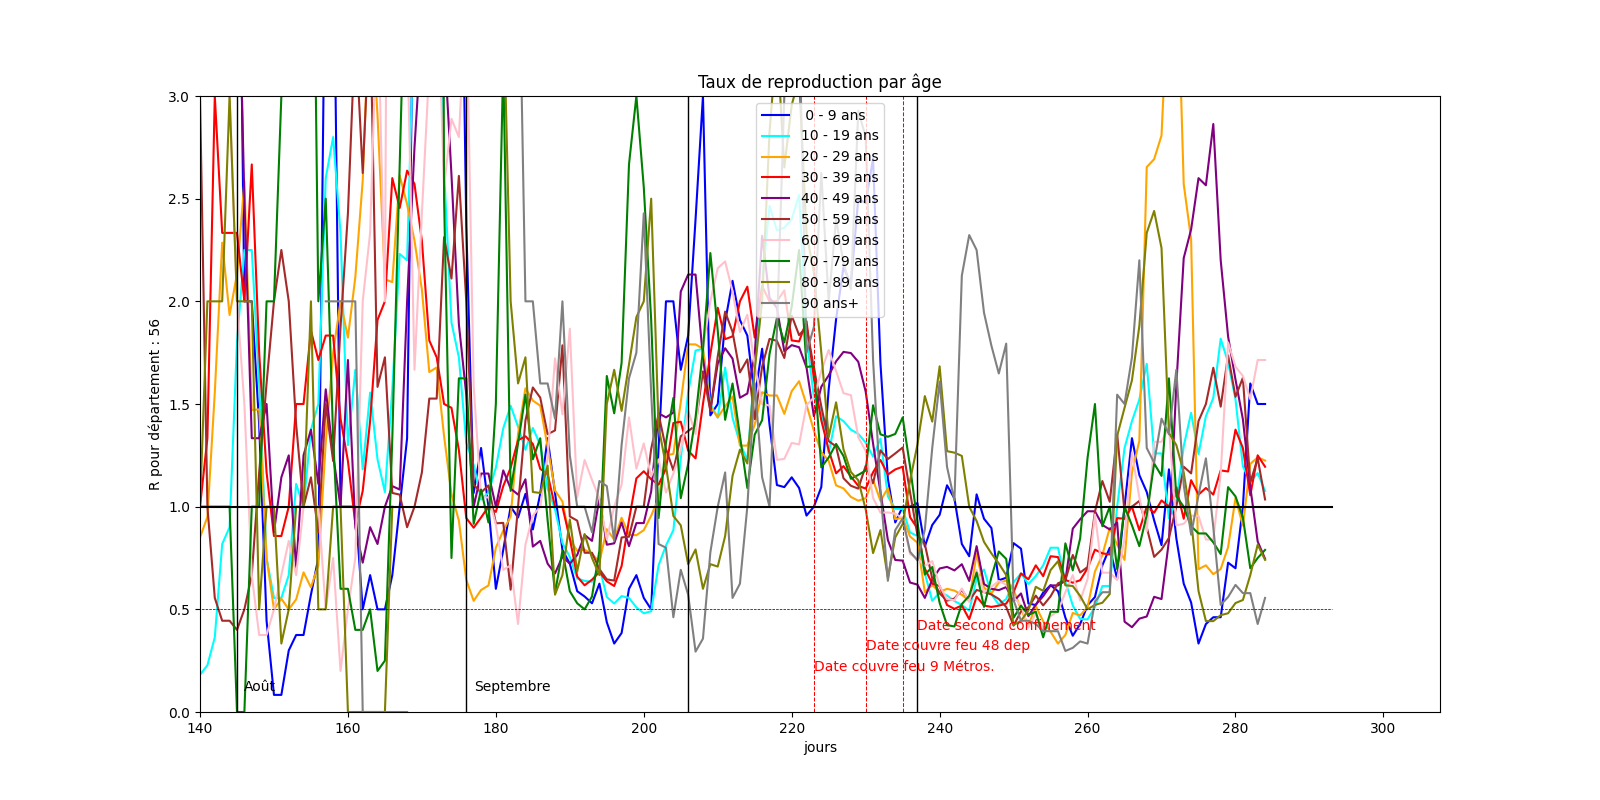 Taux de reproduction par âge
R pour département : 56
3.0
2.5
2.0
1.5
1.0
0.5
0.0
0 - 9 ans
10 - 19 ans
20 - 29 ans
30 - 39 ans
40 - 49 ans
50 - 59 ans
60 - 69 ans
70 - 79 ans
80 - 89 ans
90 ans+
Date second confinement
Date couvre feu 48 dep
Date couvre feu 9 Métros.
Août
Septembre
140 160 180 200 220 240 260 280 300
jours